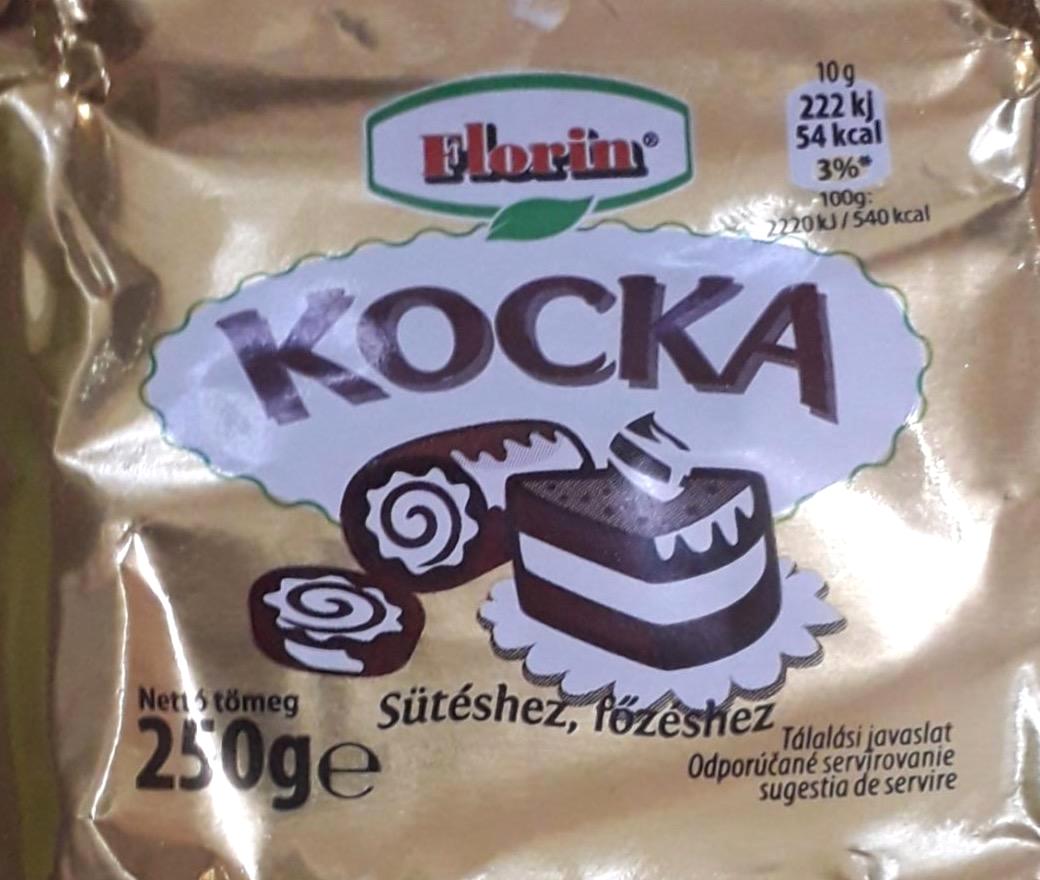 Florin®
10 g
222 kj
54 kcal
3%*
100g:
2220 kJ / 540 kcal
KOCKA
Nettó tömeg
250g e
Sütéshez, főzéshez
Tálalási javaslat
Odporúčané servírovanie
sugestia de servire